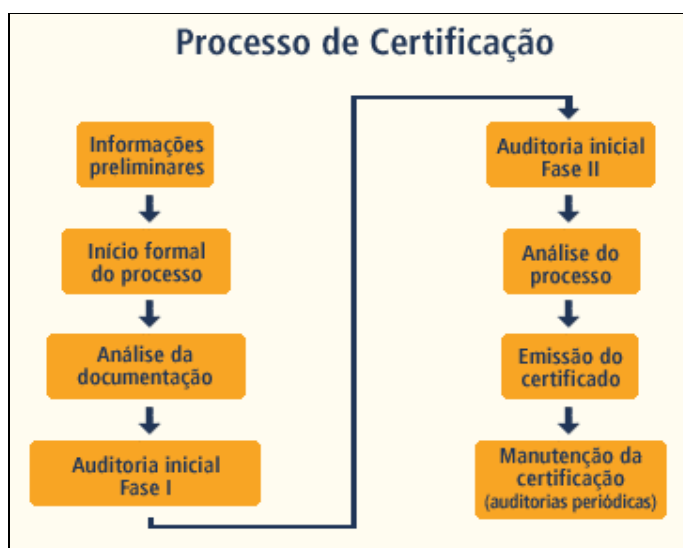 Processo de Certificação
Informações
preliminares
Início formal
do processo
Análise da
documentação
Auditoria inicial
Fase I
Auditoria inicial
Fase II
Análise do
processo
Emissão do
certificado
Manutenção da
certificação
(auditorias periódicas)